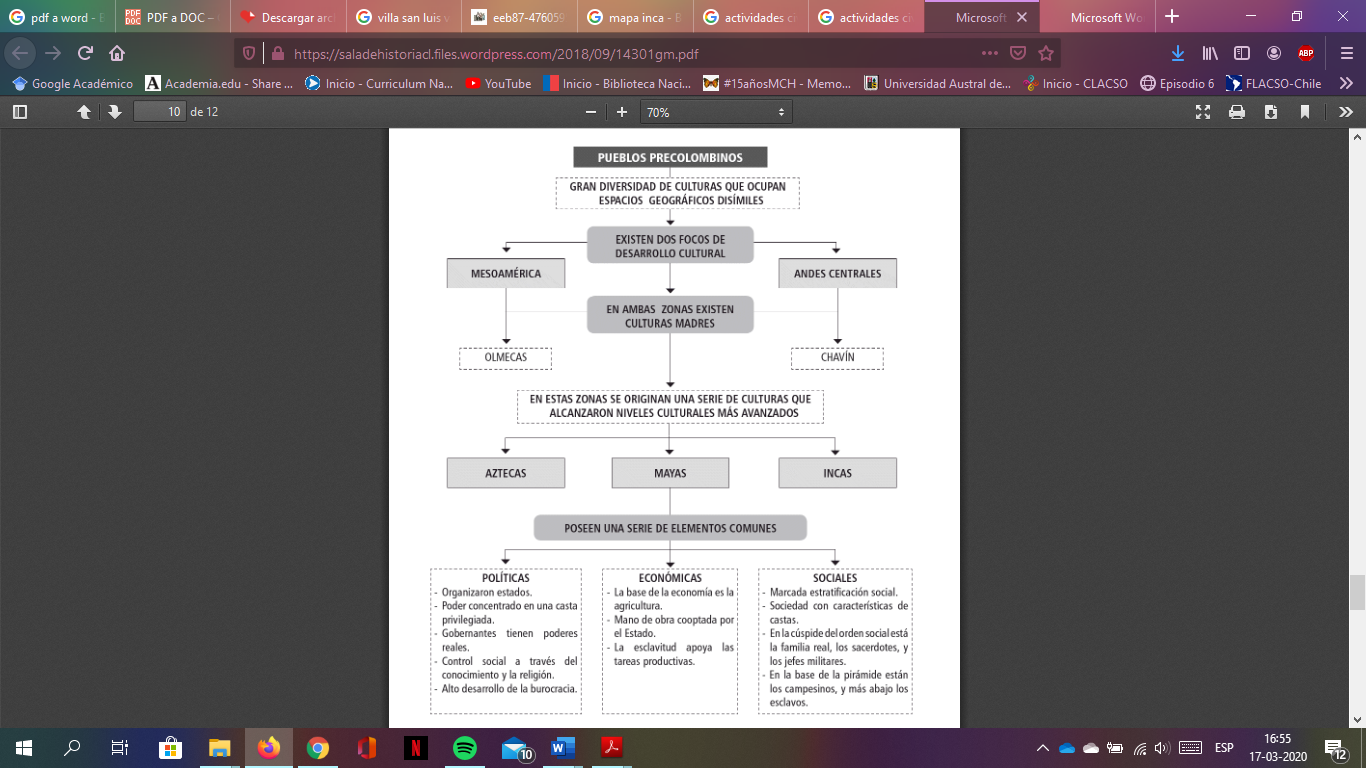 pdf a word - B
PDF a DOC –
Descargar arc
villa san luis v
eeb87-476059
mapa inca - B
actividades ci
actividades ci
Microsoft
Microsoft Wo
https://saladehistoriacl.files.wordpress.com/2018/09/14301gm.pdf
Google Académico
Academia.edu - Share ...
Inicio - Curriculum Na...
YouTube
Inicio - Biblioteca Naci...
#15añosMCH - Memo...
Universidad Austral de...
Inicio - CLACSO
Episodio 6
FLACSO-Chile
10 de 12
70%
PUEBLOS PRECOLOMBINOS
GRAN DIVERSIDAD DE CULTURAS QUE OCUPAN
ESPACIOS GEOGRÁFICOS DISÍMILES
EXISTEN DOS FOCOS DE
DESARROLLO CULTURAL
MESOAMÉRICA
ANDES CENTRALES
EN AMBAS ZONAS EXISTEN
CULTURAS MADRES
OLMECAS
CHAVÍN
EN ESTAS ZONAS SE ORIGINAN UNA SERIE DE CULTURAS QUE
ALCANZARON NIVELES CULTURALES MÁS AVANZADOS
AZTECAS
MAYAS
INCAS
POSEEN UNA SERIE DE ELEMENTOS COMUNES
POLÍTICAS
- Organizaron estados.
- Poder concentrado en una casta
privilegiada.
- Gobernantes tienen poderes
reales.
- Control social a través del
conocimiento y la religión.
- Alto desarrollo de la burocracia.
ECONÓMICAS
- La base de la economía es la
agricultura.
- Mano de obra cooptada por
el Estado.
- La esclavitud apoya las
tareas productivas.
SOCIALES
- Marcada estratificación social.
- Sociedad con características de
castas.
- En la cúspide del orden social está
la familia real, los sacerdotes, y
los jefes militares.
- En la base de la pirámide están
los campesinos, y más abajo los
esclavos.
10
ESP
16:55
17-03-2020
12